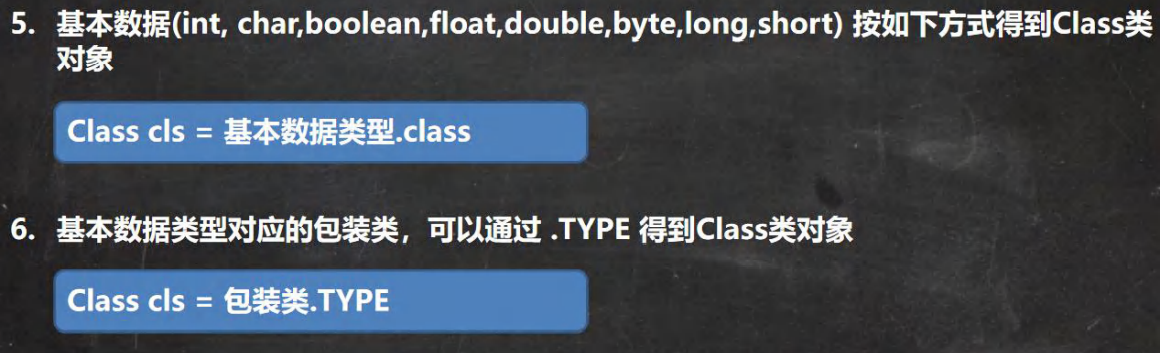 5. 基本数据(int, char,boolean,float,double,byte,long,short) 按如下方式得到Class类
对象
Class cls = 基本数据类型.class
6. 基本数据类型对应的包装类，可以通过 .TYPE 得到Class类对象
Class cls = 包装类.TYPE